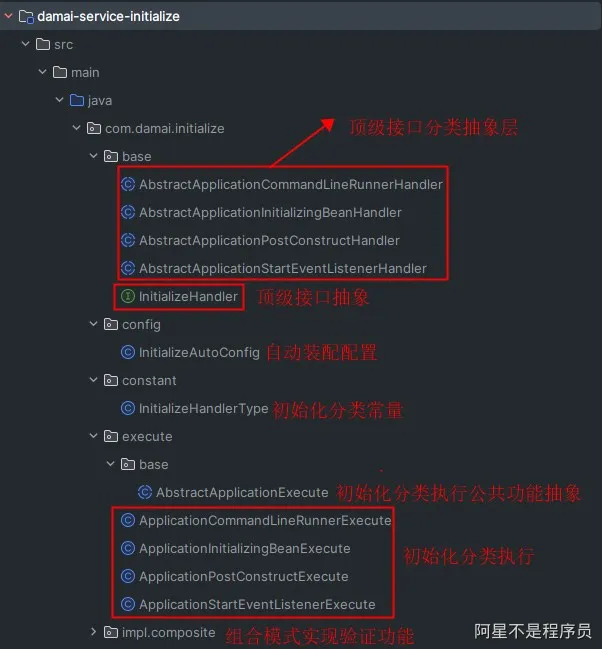 damai-service-initialize
src
main
java
com.damai.initialize
base
顶级接口分类抽象层
AbstractApplicationCommandLineRunnerHandler
AbstractApplicationInitializingBeanHandler
AbstractApplicationPostConstructHandler
AbstractApplicationStartEventListenerHandler
InitializeHandler 顶级接口抽象
config
InitializeAutoConfig 自动装配配置
constant
InitializeHandlerType 初始化分类常量
execute
base
AbstractApplicationExecute 初始化分类执行公共功能抽象
ApplicationCommandLineRunnerExecute
ApplicationInitializingBeanExecute 初始化分类执行
ApplicationPostConstructExecute
ApplicationStartEventListenerExecute
impl.composite 组合模式实现验证功能
阿星不是程序员